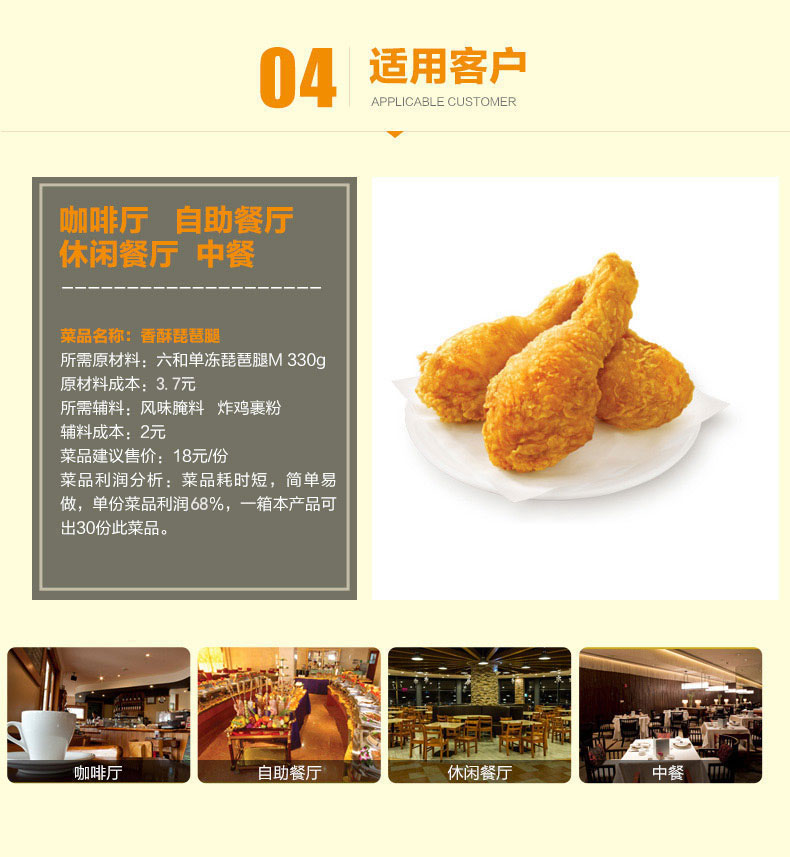 04
适用客户
APPLICABLE CUSTOMER
咖啡厅 自助餐厅
休闲餐厅 中餐
菜品名称：香酥琵琶腿
所需原材料：六和单冻琵琶腿M 330g
原材料成本：3.7元
所需辅料：风味腌料 炸鸡裹粉
辅料成本：2元
菜品建议售价：18元/份
菜品利润分析：菜品耗时短，简单易
做，单份菜品利润68%，一箱本产品可
出30份此菜品。
咖啡厅
自助餐厅
休闲餐厅
中餐